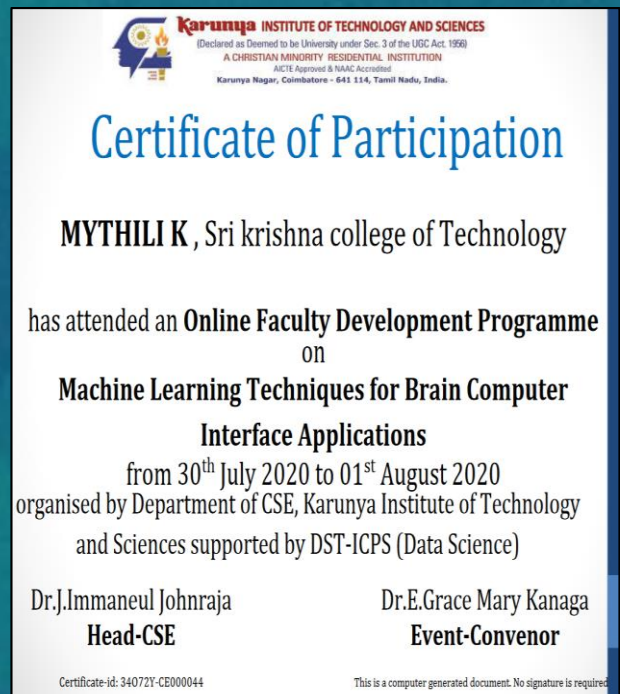 Karunya INSTITUTE OF TECHNOLOGY AND SCIENCES
(Declared as Deemed to be University under Sec. 3 of the UGC Act. 1956)
A CHRISTIAN MINORITY RESIDENTIAL INSTITUTION
AICTE Approved & NAAC Accredited
Karunya Nagar, Coimbatore - 641 114, Tamil Nadu, India.
Certificate of Participation
MYTHILI K , Sri krishna college of Technology
has attended an Online Faculty Development Programme
on
Machine Learning Techniques for Brain Computer
Interface Applications
from 30th July 2020 to 01st August 2020
organised by Department of CSE, Karunya Institute of Technology
and Sciences supported by DST-ICPS (Data Science)
Dr.J.Immaneul Johnraja
Head-CSE
Dr.E.Grace Mary Kanaga
Event-Convenor
Certificate-id: 34072Y-CE000044
This is a computer generated document. No signature is required